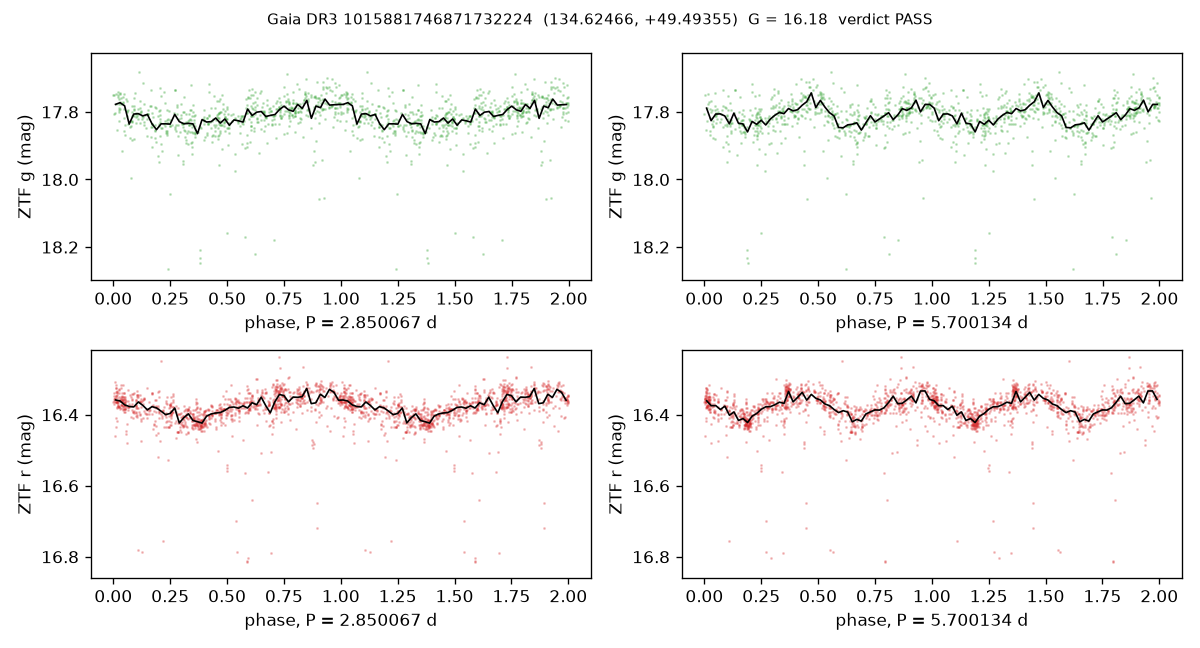 Gaia DR3 1015881746871732224  (134.62466, +49.49355)  G = 16.18  verdict PASS
ZTF g (mag)
17.8
18.0
18.2
0.00 0.25 0.50 0.75 1.00 1.25 1.50 1.75 2.00
phase, P = 2.850067 d
ZTF g (mag)
17.8
18.0
18.2
0.00 0.25 0.50 0.75 1.00 1.25 1.50 1.75 2.00
phase, P = 5.700134 d
ZTF r (mag)
16.4
16.6
16.8
0.00 0.25 0.50 0.75 1.00 1.25 1.50 1.75 2.00
phase, P = 2.850067 d
ZTF r (mag)
16.4
16.6
16.8
0.00 0.25 0.50 0.75 1.00 1.25 1.50 1.75 2.00
phase, P = 5.700134 d